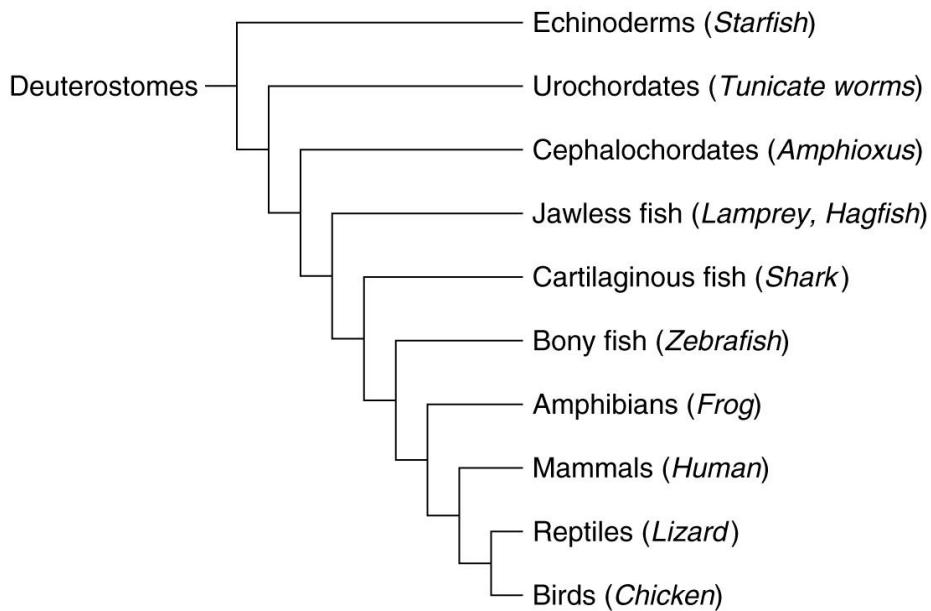 Echinoderms (Starfish)
Deuterostomes
Urochordates (Tunicate worms)
Cephalochordates (Amphioxus)
Jawless fish (Lamprey, Hagfish)
Cartilaginous fish (Shark)
Bony fish (Zebrafish)
Amphibians (Frog)
Mammals (Human)
Reptiles (Lizard)
Birds (Chicken)